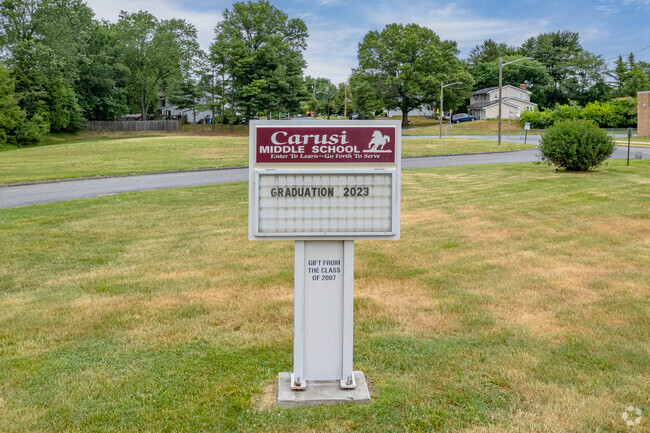 Carusi
MIDDLE SCHOOL
Enter To Learn~Go Forth To Serve
GRADUATION 2023
GIFT FROM
THE CLASS
OF 2007